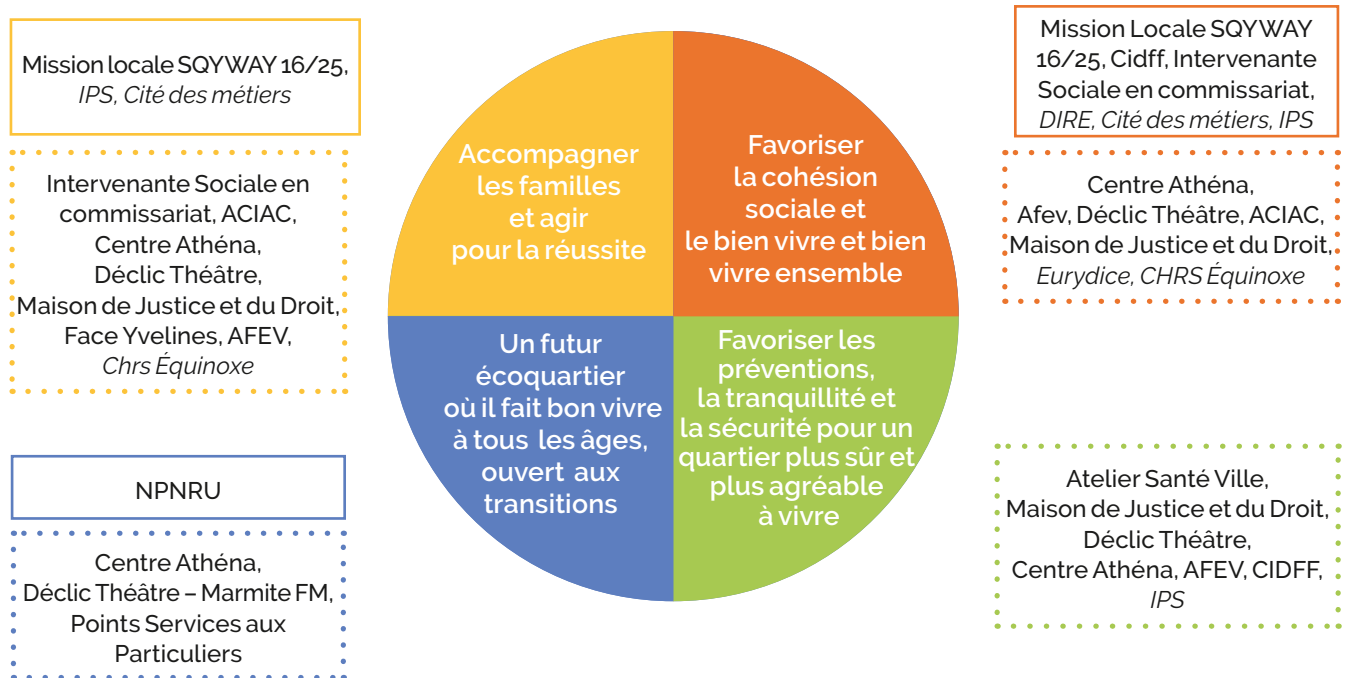 Mission locale SQYWAY 16/25,
IPS, Cité des métiers
Intervenante Sociale en
commissariat, ACIAC,
Centre Athéna,
Déclic Théâtre,
Maison de Justice et du Droit,
Face Yvelines, AFEV,
Chrs Équinoxe
Accompagner
les familles
et agir
pour la réussite
Favoriser
la cohésion
sociale et
le bien vivre et bien
vivre ensemble
Mission Locale SQYWAY
16/25, Cidff, Intervenante
Sociale en commissariat,
DIRE, Cité des métiers, IPS
Centre Athéna,
Afev, Déclic Théâtre, ACIAC,
Maison de Justice et du Droit,
Eurydice, CHRS Équinoxe
NPNRU
Centre Athéna,
Déclic Théâtre – Marmite FM,
Points Services aux
Particuliers
Un futur
écoquartier
où il fait bon vivre
à tous les âges,
ouvert aux
transitions
Favoriser les
préventions,
la tranquillité et
la sécurité pour un
quartier plus sûr et
plus agréable
à vivre
Atelier Santé Ville,
Maison de Justice et du Droit,
Déclic Théâtre,
Centre Athéna, AFEV, CIDFF,
IPS